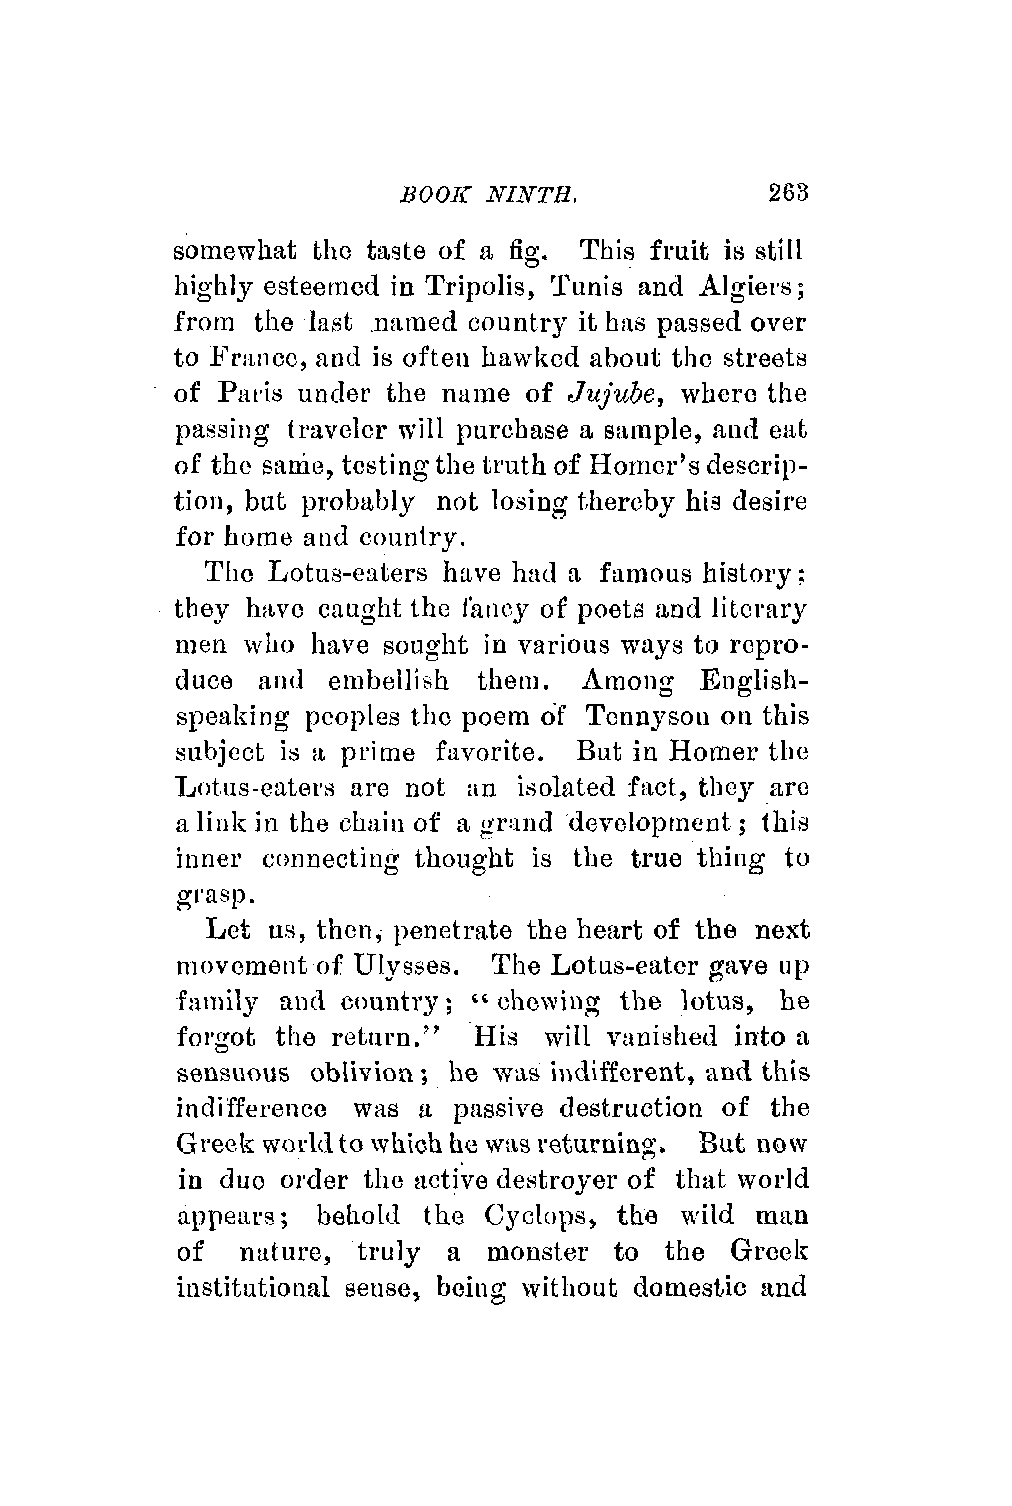 BOOK NINTH. 263
somewhat the taste of a fig. This fruit is still
highly esteemed in Tripolis, Tunis and Algiers;
from the last named country it has passed over
to France, and is often hawked about the streets
of Paris under the name of Jujube, where the
passing traveler will purchase a sample, and eat
of the same, testing the truth of Homer's descrip-
tion, but probably not losing thereby his desire
for home and country.
The Lotus-eaters have had a famous history;
they have caught the fancy of poets and literary
men who have sought in various ways to repro-
duce and embellish them. Among English-
speaking peoples the poem of Tennyson on this
subject is a prime favorite. But in Homer the
Lotus-eaters are not an isolated fact, they are
a link in the chain of a grand development; this
inner connecting thought is the true thing to
grasp.
Let us, then, penetrate the heart of the next
movement of Ulysses. The Lotus-eater gave up
family and country; "chewing the lotus, he
forgot the return." His will vanished into a
sensuous oblivion; he was indifferent, and this
indifference was a passive destruction of the
Greek world to which he was returning. But now
in due order the active destroyer of that world
appears; behold the Cyclops, the wild man
of nature, truly a monster to the Greek
institutional sense, being without domestic and